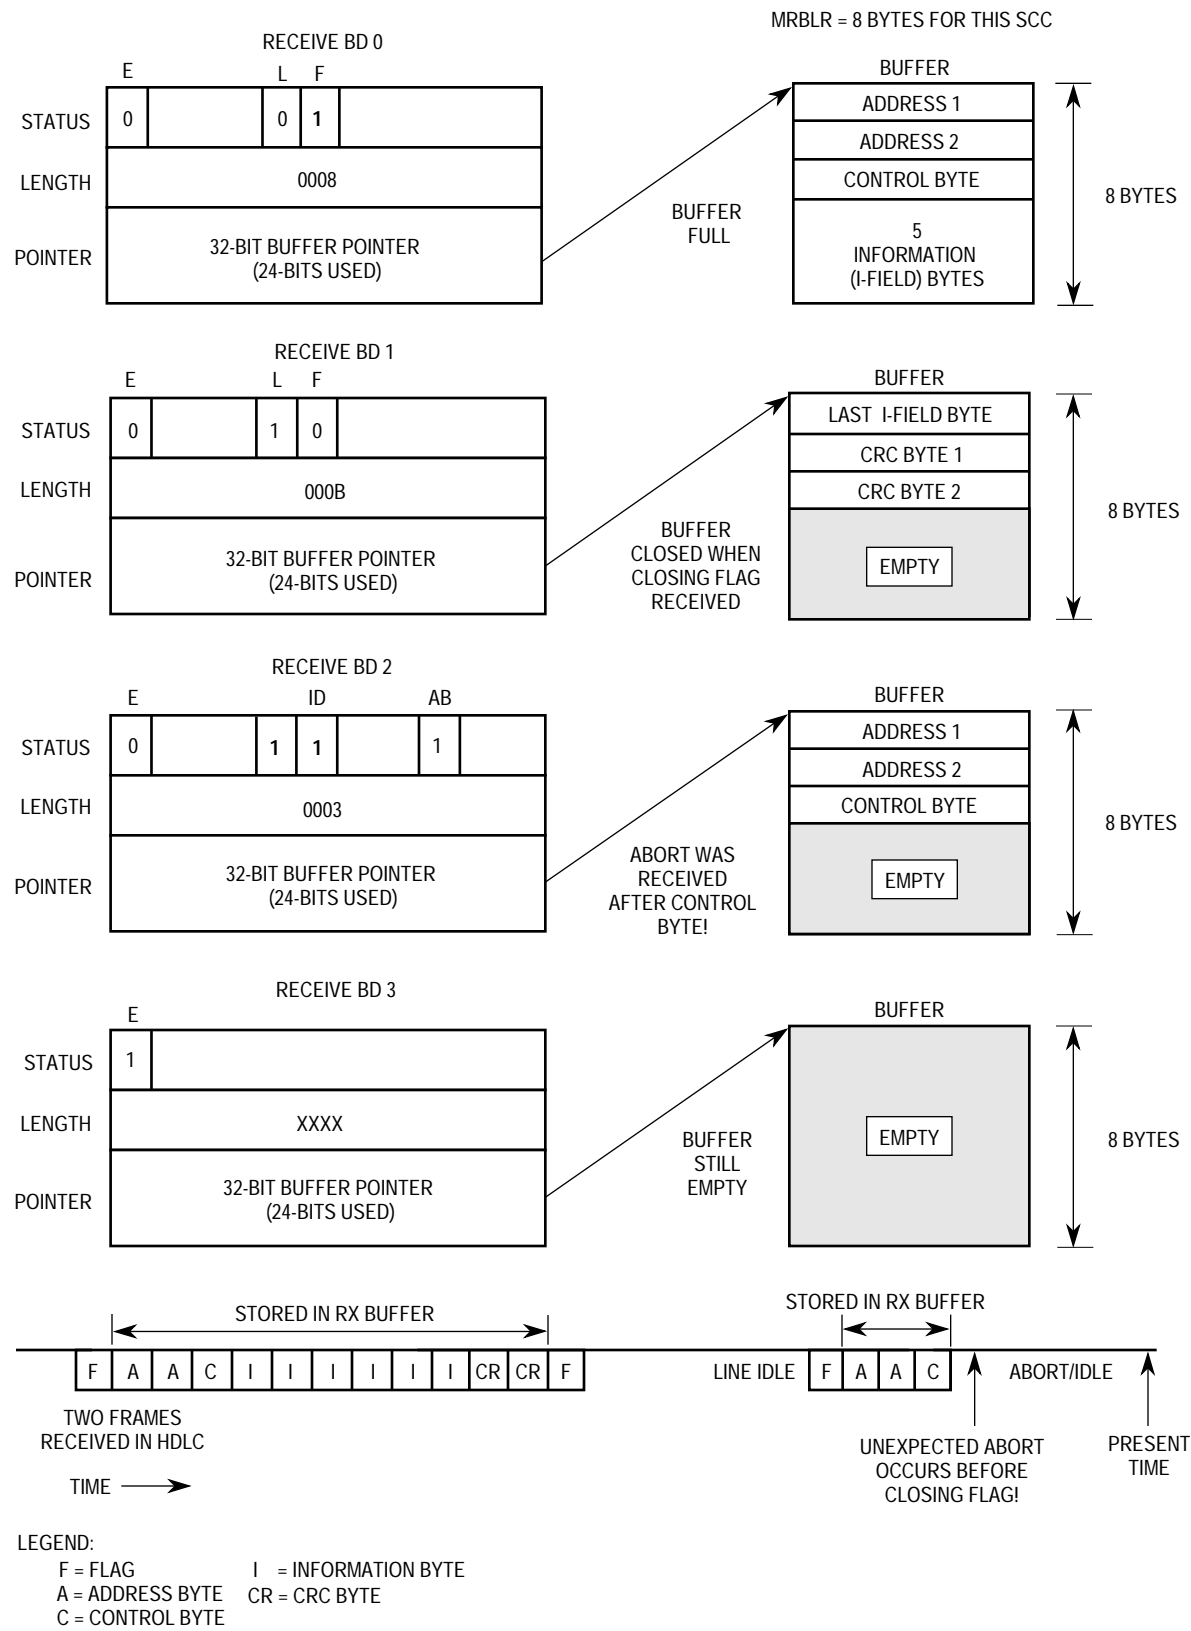 MRBLR = 8 BYTES FOR THIS SCC
RECEIVE BD 0
E L F
STATUS 0 0 1
LENGTH 0008
POINTER 32-BIT BUFFER POINTER
(24-BITS USED)
BUFFER
FULL
BUFFER
ADDRESS 1
ADDRESS 2
CONTROL BYTE
5
INFORMATION
(I-FIELD) BYTES
8 BYTES
RECEIVE BD 1
E L F
STATUS 0 1 0
LENGTH 000B
POINTER 32-BIT BUFFER POINTER
(24-BITS USED)
BUFFER
CLOSED WHEN
CLOSING FLAG
RECEIVED
BUFFER
LAST I-FIELD BYTE
CRC BYTE 1
CRC BYTE 2
EMPTY
8 BYTES
RECEIVE BD 2
E ID AB
STATUS 0 1 1 1
LENGTH 0003
POINTER 32-BIT BUFFER POINTER
(24-BITS USED)
ABORT WAS
RECEIVED
AFTER CONTROL
BYTE!
BUFFER
ADDRESS 1
ADDRESS 2
CONTROL BYTE
EMPTY
8 BYTES
RECEIVE BD 3
E
STATUS 1
LENGTH XXXX
POINTER 32-BIT BUFFER POINTER
(24-BITS USED)
BUFFER
STILL
EMPTY
BUFFER
EMPTY
8 BYTES
STORED IN RX BUFFER
STORED IN RX BUFFER
F A A C I I I I I I CR CR F LINE IDLE F A A C ABORT/IDLE
TWO FRAMES
RECEIVED IN HDLC
TIME
UNEXPECTED ABORT
OCCURS BEFORE
CLOSING FLAG!
PRESENT
TIME
LEGEND:
F = FLAG I = INFORMATION BYTE
A = ADDRESS BYTE CR = CRC BYTE
C = CONTROL BYTE